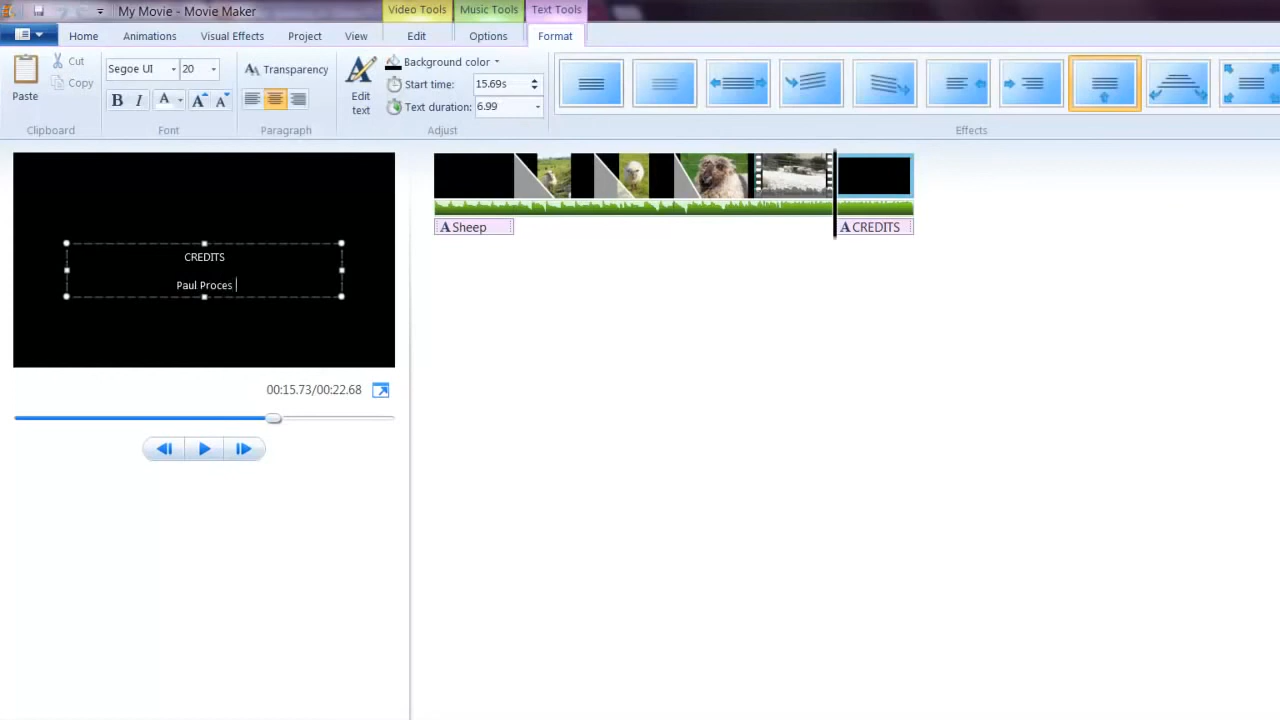 My Movie - Movie Maker
Video Tools
Music Tools
Text Tools
Home
Animations
Visual Effects
Project
View
Edit
Options
Format
Paste
Cut
Copy
Clipboard
Segoe UI
20
B I A A A
Font
Transparency
Paragraph
Edit text
Background color
Start time: 15.69s
Text duration: 6.99
Adjust
Effects
CREDITS
Paul Proces
00:15.73/00:22.68
A Sheep
A CREDITS